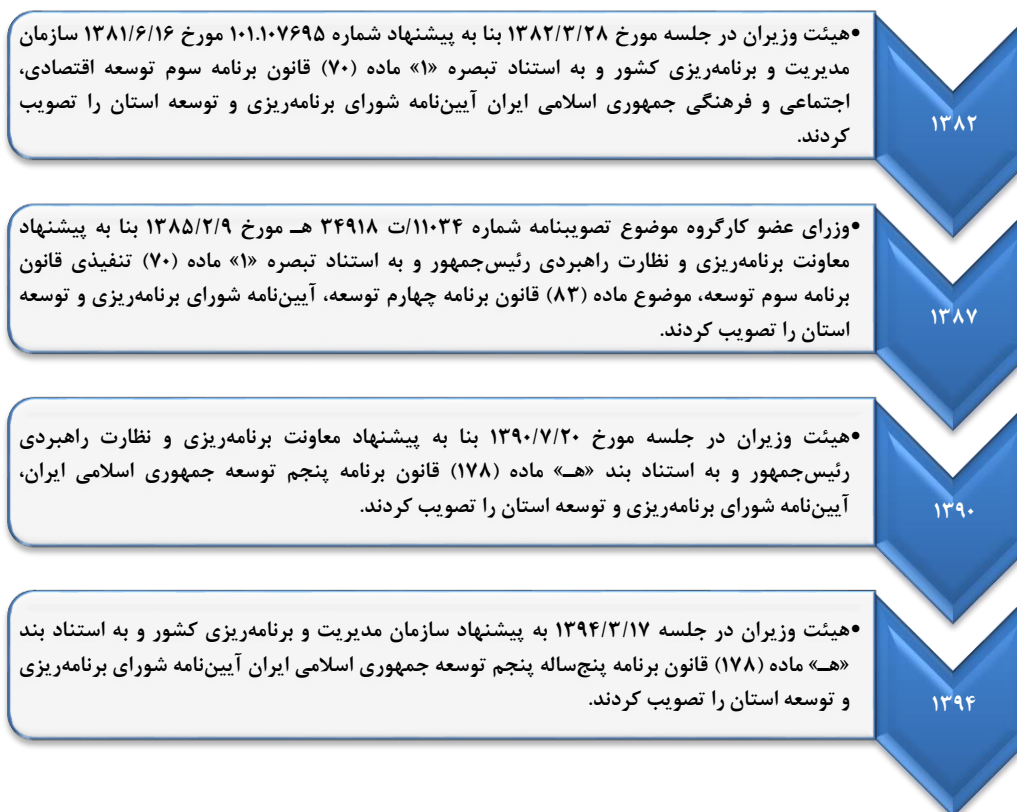 •هیئت وزیران در جلسه مورخ ۱۳۸۲/۳/۲۸ بنا به پیشنهاد شماره ۱۰۱.۱۰۷۶۹۵ مورخ ۱۳۸۱/۶/۱۶ سازمان
مدیریت و برنامه‌ریزی کشور و به استناد تبصره «۱» ماده (۷۰) قانون برنامه سوم توسعه اقتصادی،
اجتماعی و فرهنگی جمهوری اسلامی ایران آیین‌نامه شورای برنامه‌ریزی و توسعه استان را تصویب
کردند.
۱۳۸۲
•وزرای عضو کارگروه موضوع تصویبنامه شماره ۱۱۰۳۴/ت ۳۴۹۱۸ هـ مورخ ۱۳۸۵/۲/۹ بنا به پیشنهاد
معاونت برنامه‌ریزی و نظارت راهبردی رئیس‌جمهور و به استناد تبصره «۱» ماده (۷۰) تنفیذی قانون
برنامه سوم توسعه، موضوع ماده (۸۳) قانون برنامه چهارم توسعه، آیین‌نامه شورای برنامه‌ریزی و توسعه
استان را تصویب کردند.
۱۳۸۷
•هیئت وزیران در جلسه مورخ ۱۳۹۰/۷/۲۰ بنا به پیشنهاد معاونت برنامه‌ریزی و نظارت راهبردی
رئیس‌جمهور و به استناد بند «هـ» ماده (۱۷۸) قانون برنامه پنجم توسعه جمهوری اسلامی ایران،
آیین‌نامه شورای برنامه‌ریزی و توسعه استان را تصویب کردند.
۱۳۹۰
•هیئت وزیران در جلسه ۱۳۹۴/۳/۱۷ به پیشنهاد سازمان مدیریت و برنامه‌ریزی کشور و به استناد بند
«هـ» ماده (۱۷۸) قانون برنامه پنج‌ساله پنجم توسعه جمهوری اسلامی ایران آیین‌نامه شورای برنامه‌ریزی
و توسعه استان را تصویب کردند.
۱۳۹۴